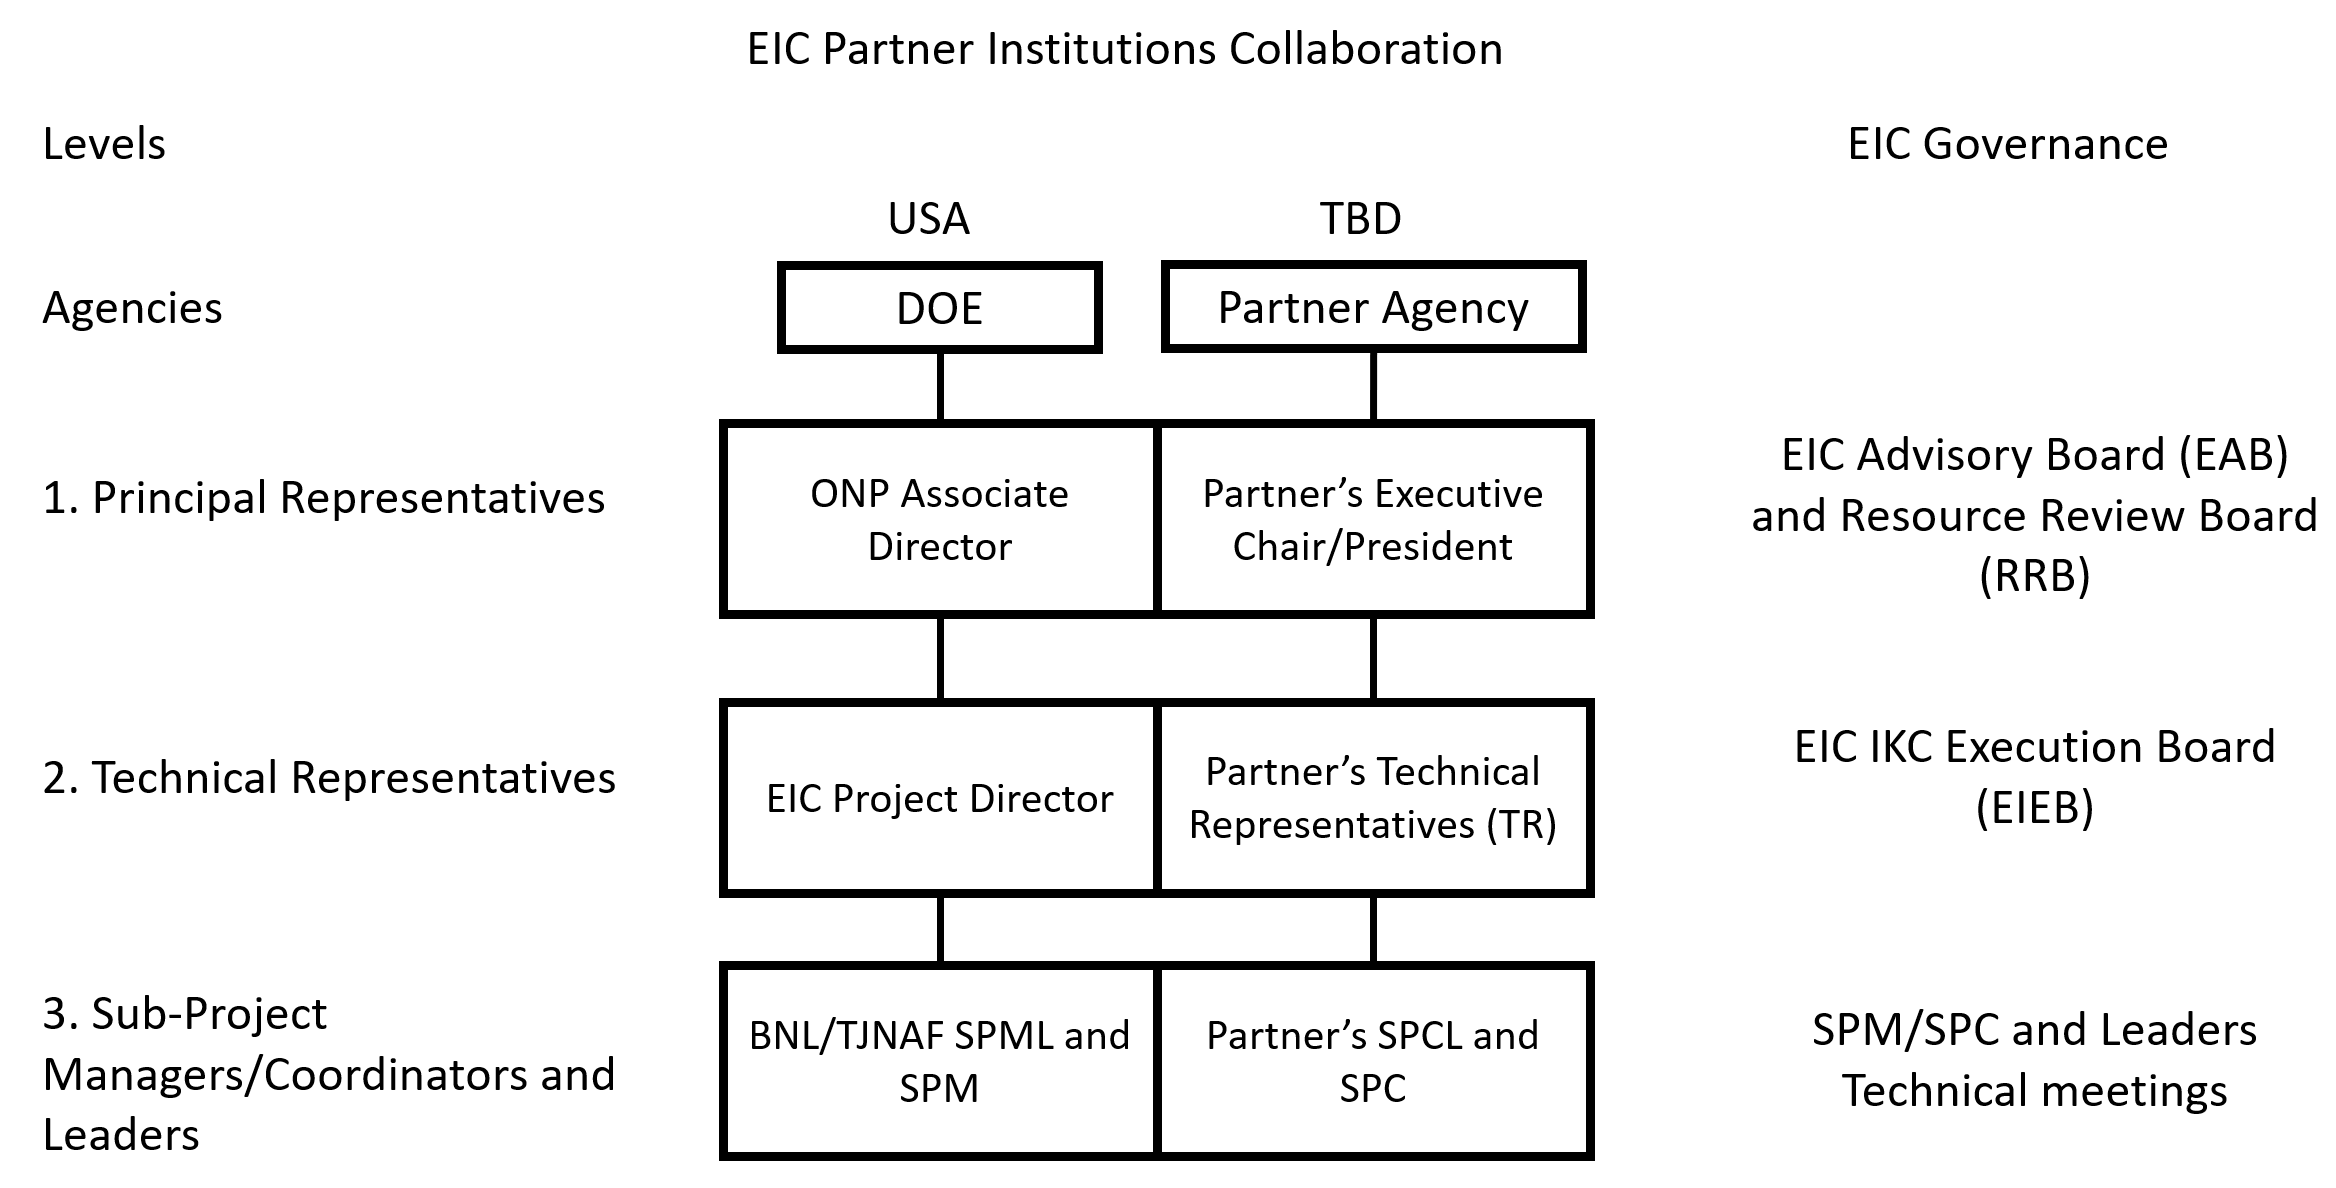 EIC Partner Institutions Collaboration
Levels
EIC Governance
USA
TBD
Agencies
DOE
Partner Agency
1. Principal Representatives
ONP Associate
Director
Partner’s Executive
Chair/President
EIC Advisory Board (EAB)
and Resource Review Board
(RRB)
2. Technical Representatives
EIC Project Director
Partner’s Technical
Representatives (TR)
EIC IKC Execution Board
(EIEB)
3. Sub-Project
Managers/Coordinators and
Leaders
BNL/TJNAF SPML and
SPM
Partner’s SPCL and
SPC
SPM/SPC and Leaders
Technical meetings